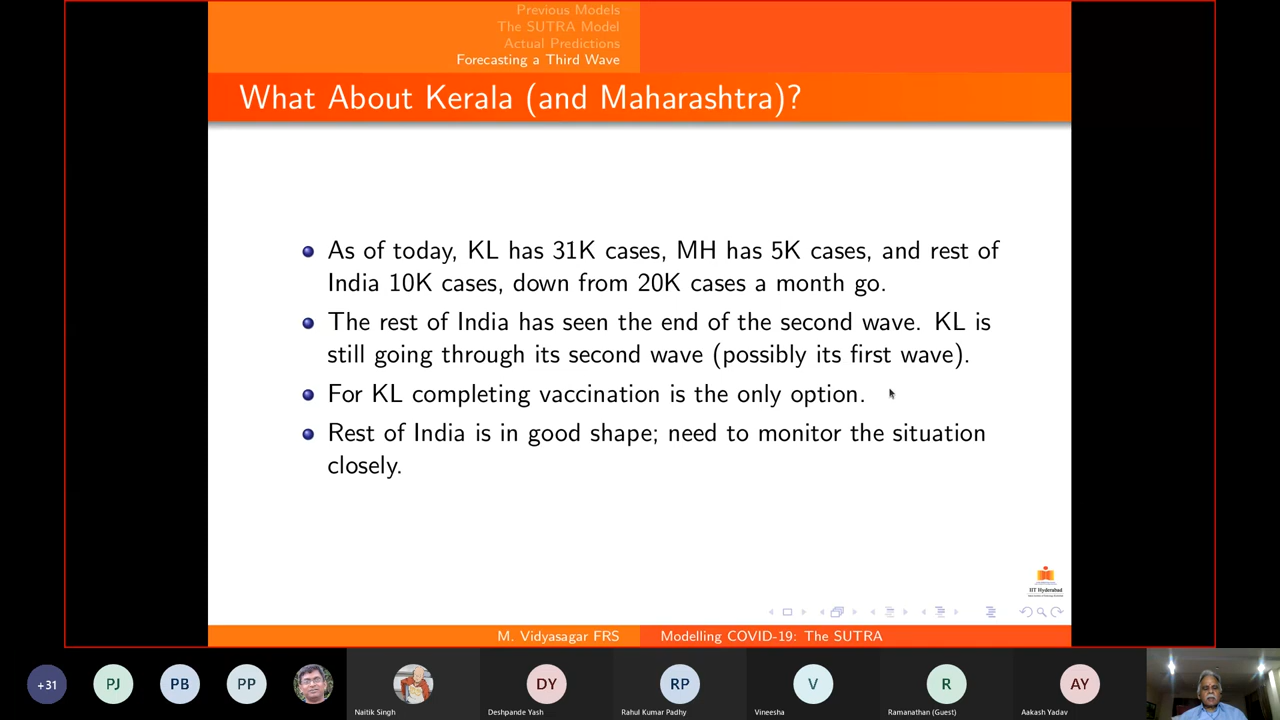 Previous Models
The SUTRA Model
Actual Predictions
Forecasting a Third Wave
What About Kerala (and Maharashtra)?
As of today, KL has 31K cases, MH has 5K cases, and rest of
India 10K cases, down from 20K cases a month go.
The rest of India has seen the end of the second wave. KL is
still going through its second wave (possibly its first wave).
For KL completing vaccination is the only option.
Rest of India is in good shape; need to monitor the situation
closely.
IIT Hyderabad
M. Vidyasagar FRS
Modelling COVID-19: The SUTRA
+31
PJ
PB
PP
DY
RP
V
R
AY
Naitik Singh
Deshpande Yash
Rahul Kumar Padhy
Vineesha
Ramanathan (Guest)
Aakash Yadav